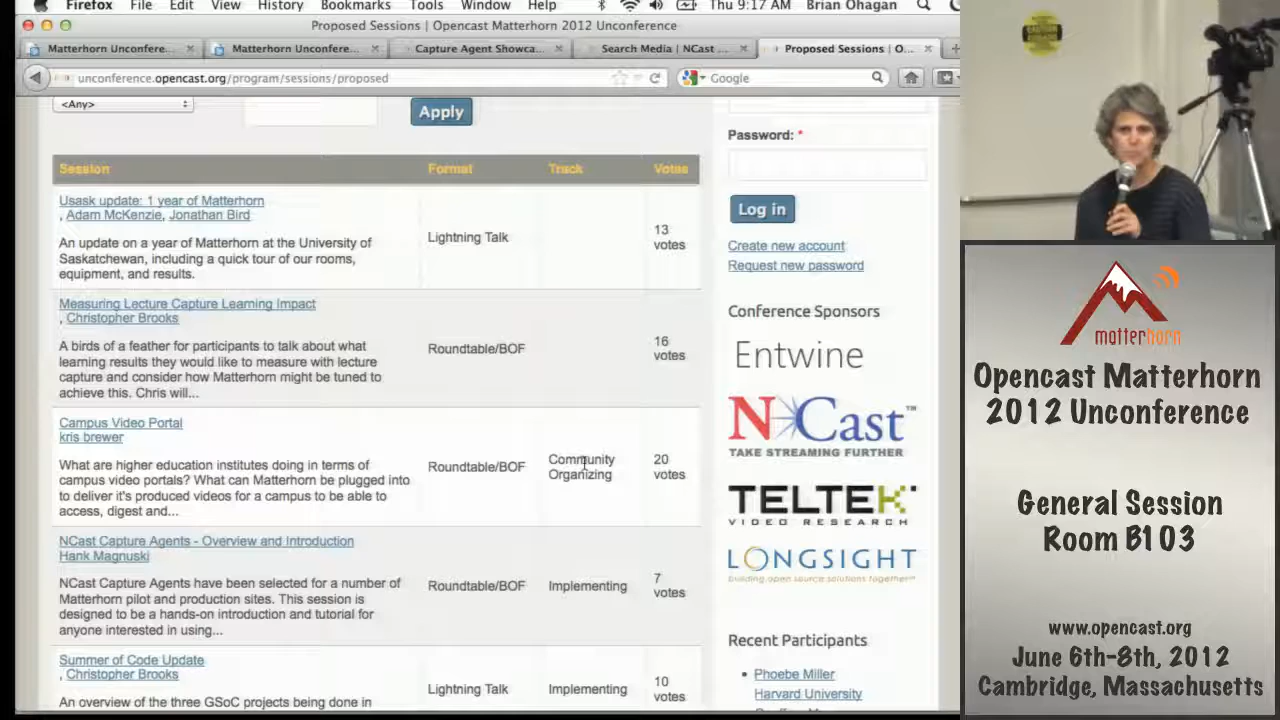 Firefox File Edit View History Bookmarks Tools Window Help Thu 9:17 AM Brian Ohagan
Proposed Sessions | Opencast Matterhorn 2012 Unconference
Matterhorn Unconfere... Matterhorn Unconfere... Capture Agent Showca... Search Media | NCast ... Proposed Sessions | O...
unconference.opencast.org/program/sessions/proposed
Google
<Any>
Apply
Session Format Track Votes
Usask update: 1 year of Matterhorn
, Adam McKenzie, Jonathan Bird
An update on a year of Matterhorn at the University of
Saskatchewan, including a quick tour of our rooms,
equipment, and results.
Lightning Talk
13
votes
Measuring Lecture Capture Learning Impact
, Christopher Brooks
A birds of a feather for participants to talk about what
learning results they would like to measure with lecture
capture and consider how Matterhorn might be tuned to
achieve this. Chris will...
Roundtable/BOF
16
votes
Campus Video Portal
kris brewer
What are higher education institutes doing in terms of
campus video portals? What can Matterhorn be plugged into
to deliver it's produced videos for a campus to be able to
access, digest and...
Roundtable/BOF
Community
Organizing
20
votes
NCast Capture Agents - Overview and Introduction
Hank Magnuski
NCast Capture Agents have been selected for a number of
Matterhorn pilot and production sites. This session is
designed to be a hands-on introduction and tutorial for
anyone interested in using...
Roundtable/BOF
Implementing
7
votes
Summer of Code Update
, Christopher Brooks
An overview of the three GSoC projects being done in
Lightning Talk
Implementing
10
votes
Password: *
Log in
Create new account
Request new password
Conference Sponsors
Entwine
NCast™
TAKE STREAMING FURTHER
TELTEK
VIDEO RESEARCH
LONGSIGHT
building open source solutions together™
Recent Participants
• Phoebe Miller
Harvard University
matterhorn
Opencast Matterhorn
2012 Unconference
General Session
Room B103
www.opencast.org
June 6th-8th, 2012
Cambridge, Massachusetts